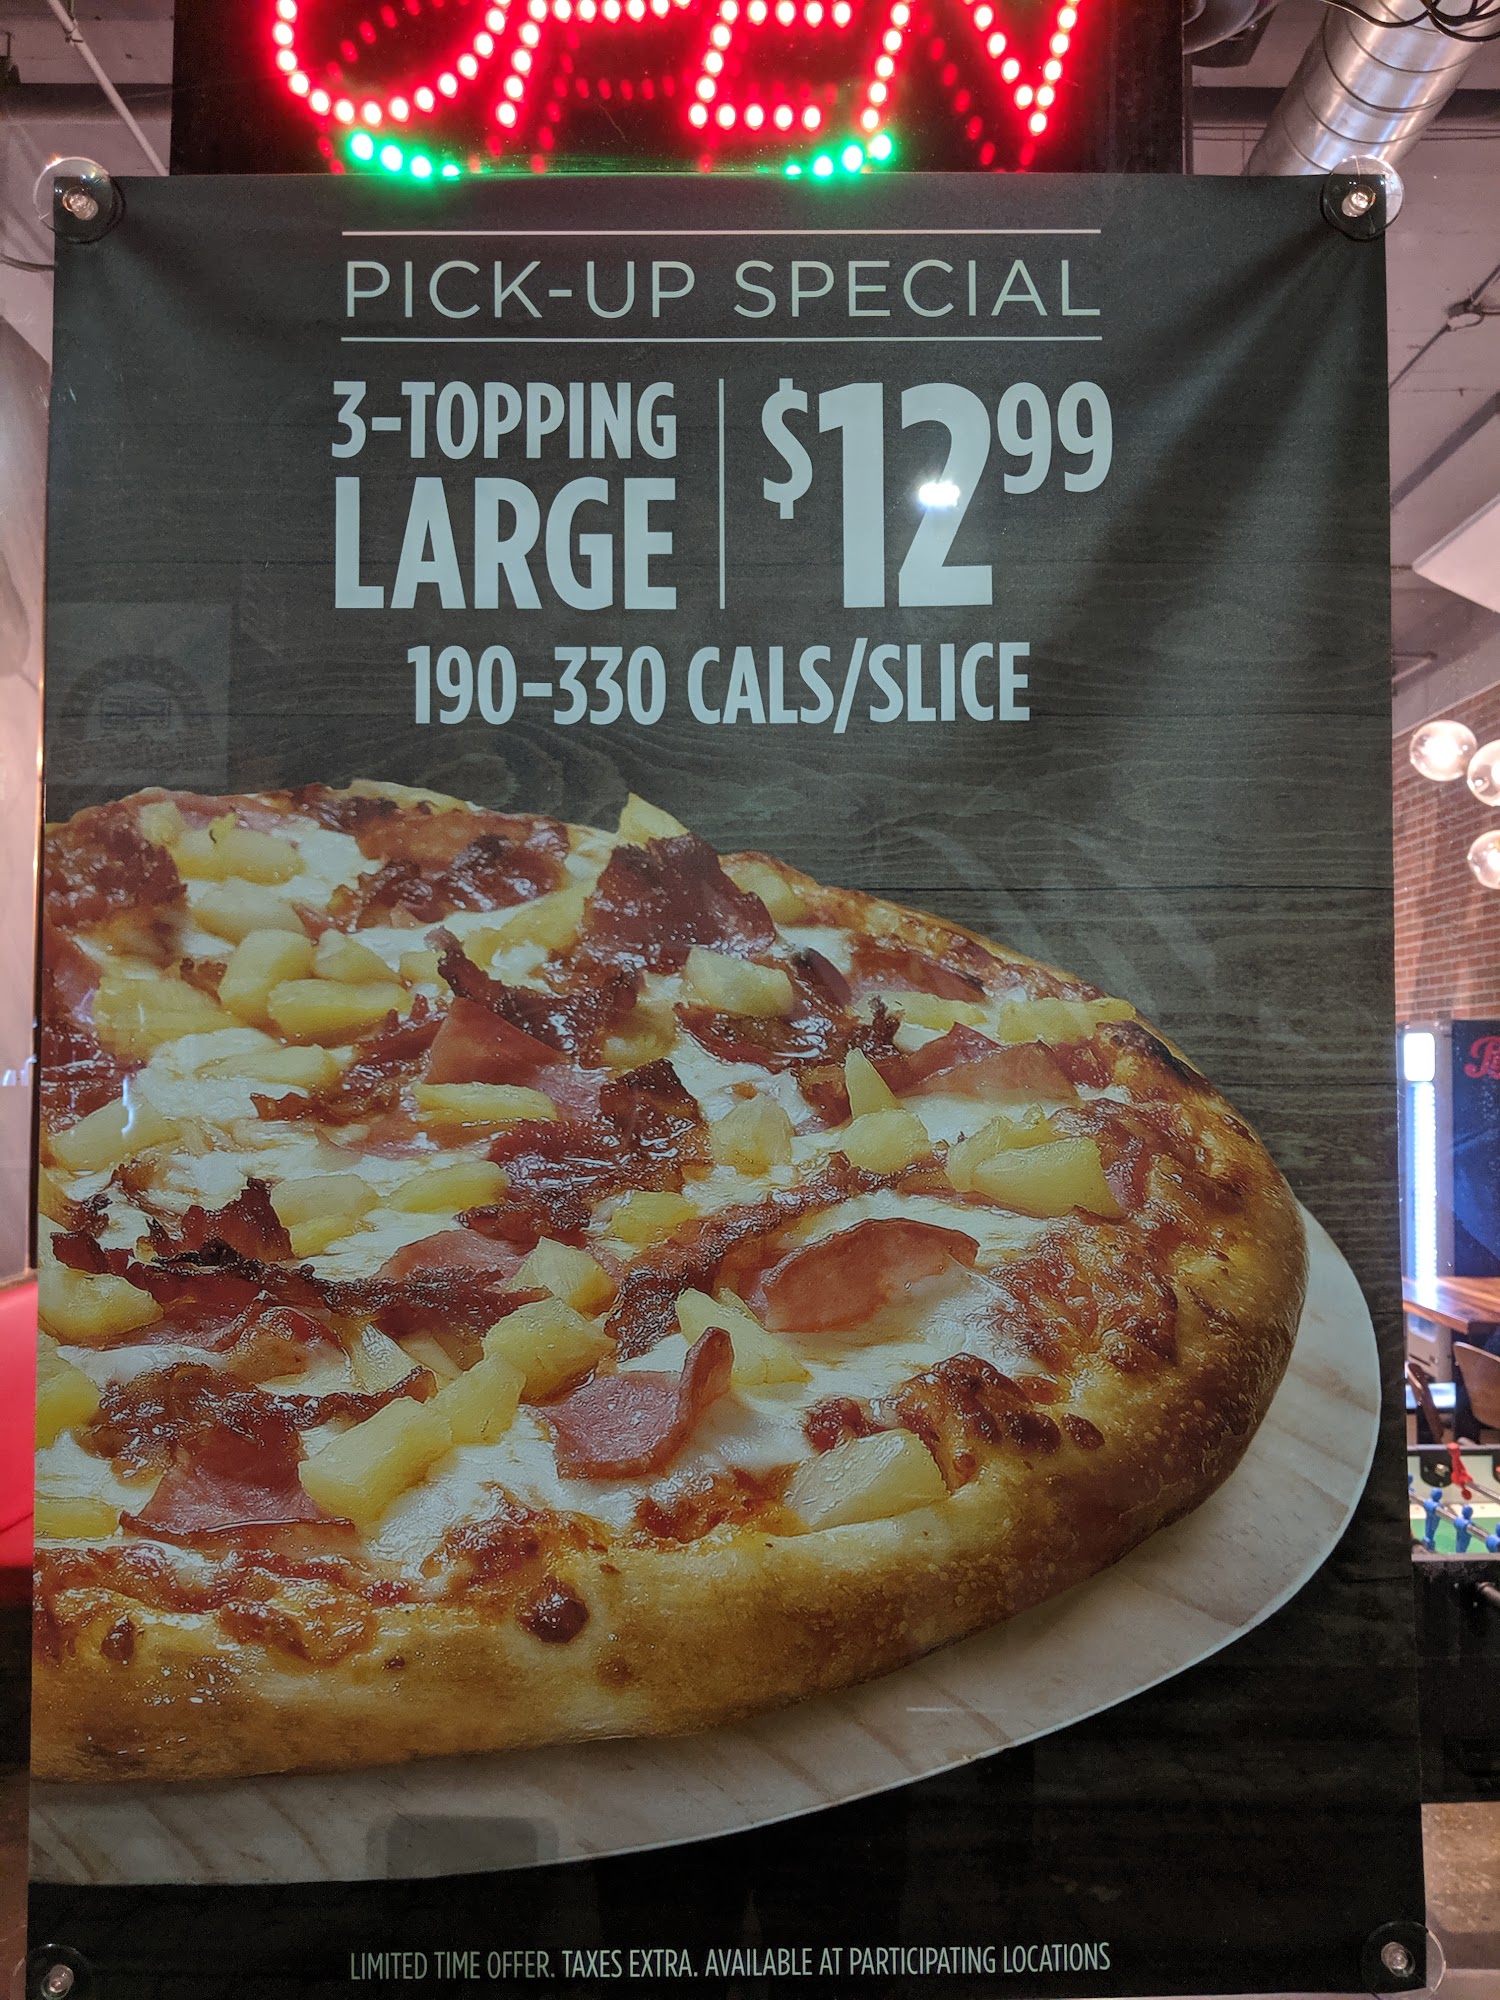 OPEN
PICK-UP SPECIAL
3-TOPPING
LARGE
$12.99
190-330 CALS/SLICE
LIMITED TIME OFFER. TAXES EXTRA. AVAILABLE AT PARTICIPATING LOCATIONS